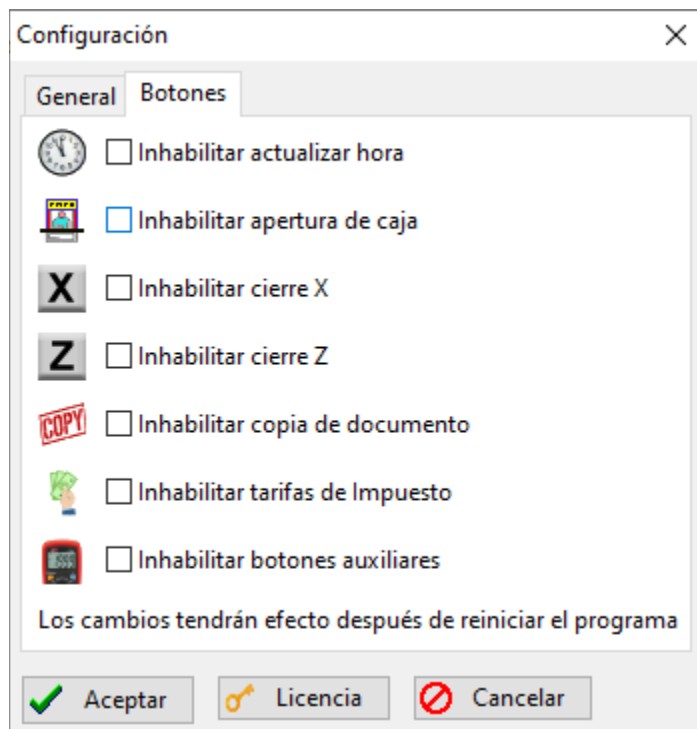 Configuración
General
Botones
Inhabilitar actualizar hora
Inhabilitar apertura de caja
X
Inhabilitar cierre X
Z
Inhabilitar cierre Z
COPY
Inhabilitar copia de documento
Inhabilitar tarifas de Impuesto
Inhabilitar botones auxiliares
Los cambios tendrán efecto después de reiniciar el programa
Aceptar
Licencia
Cancelar